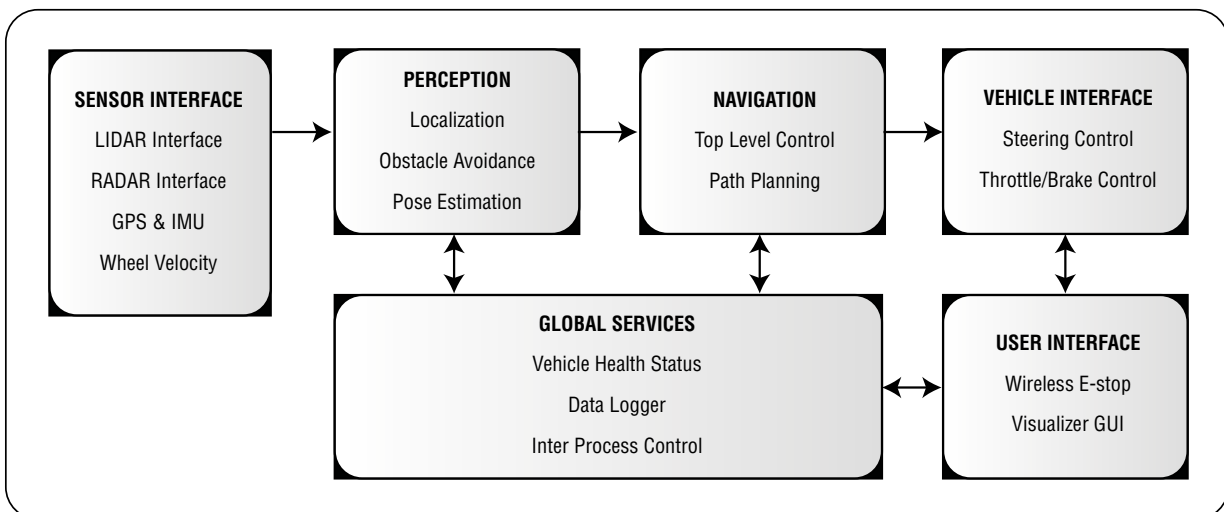 SENSOR INTERFACE
LIDAR Interface
RADAR Interface
GPS & IMU
Wheel Velocity
PERCEPTION
Localization
Obstacle Avoidance
Pose Estimation
NAVIGATION
Top Level Control
Path Planning
VEHICLE INTERFACE
Steering Control
Throttle/Brake Control
GLOBAL SERVICES
Vehicle Health Status
Data Logger
Inter Process Control
USER INTERFACE
Wireless E-stop
Visualizer GUI